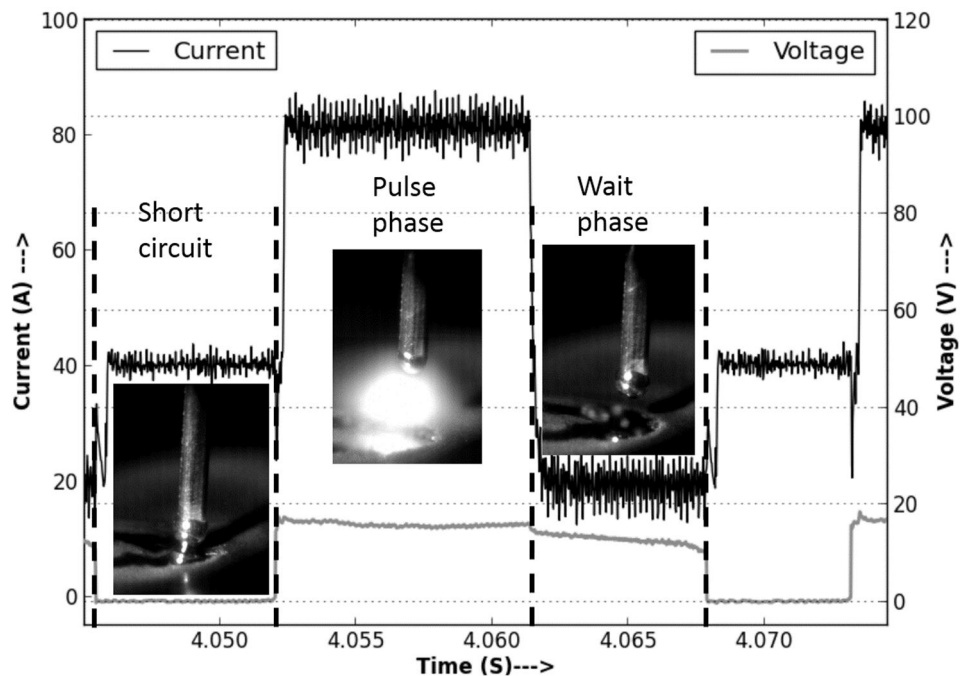 100
80
60
40
20
0
Current (A) --->
Current
Voltage
Short
circuit
Pulse
phase
Wait
phase
120
100
80
60
40
20
0
Voltage (V) --->
4.050
4.055
4.060
4.065
4.070
Time (S)--->